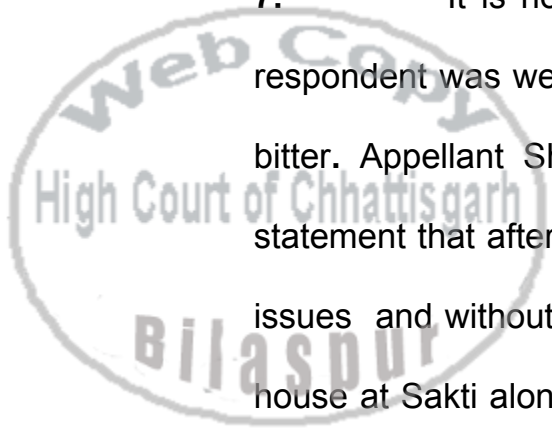 7. It is no
respondent was we
bitter. Appellant Sh
statement that after
issues and without
house at Sakti alon
Web Copy
High Court of Chhattisgarh
Bilaspur